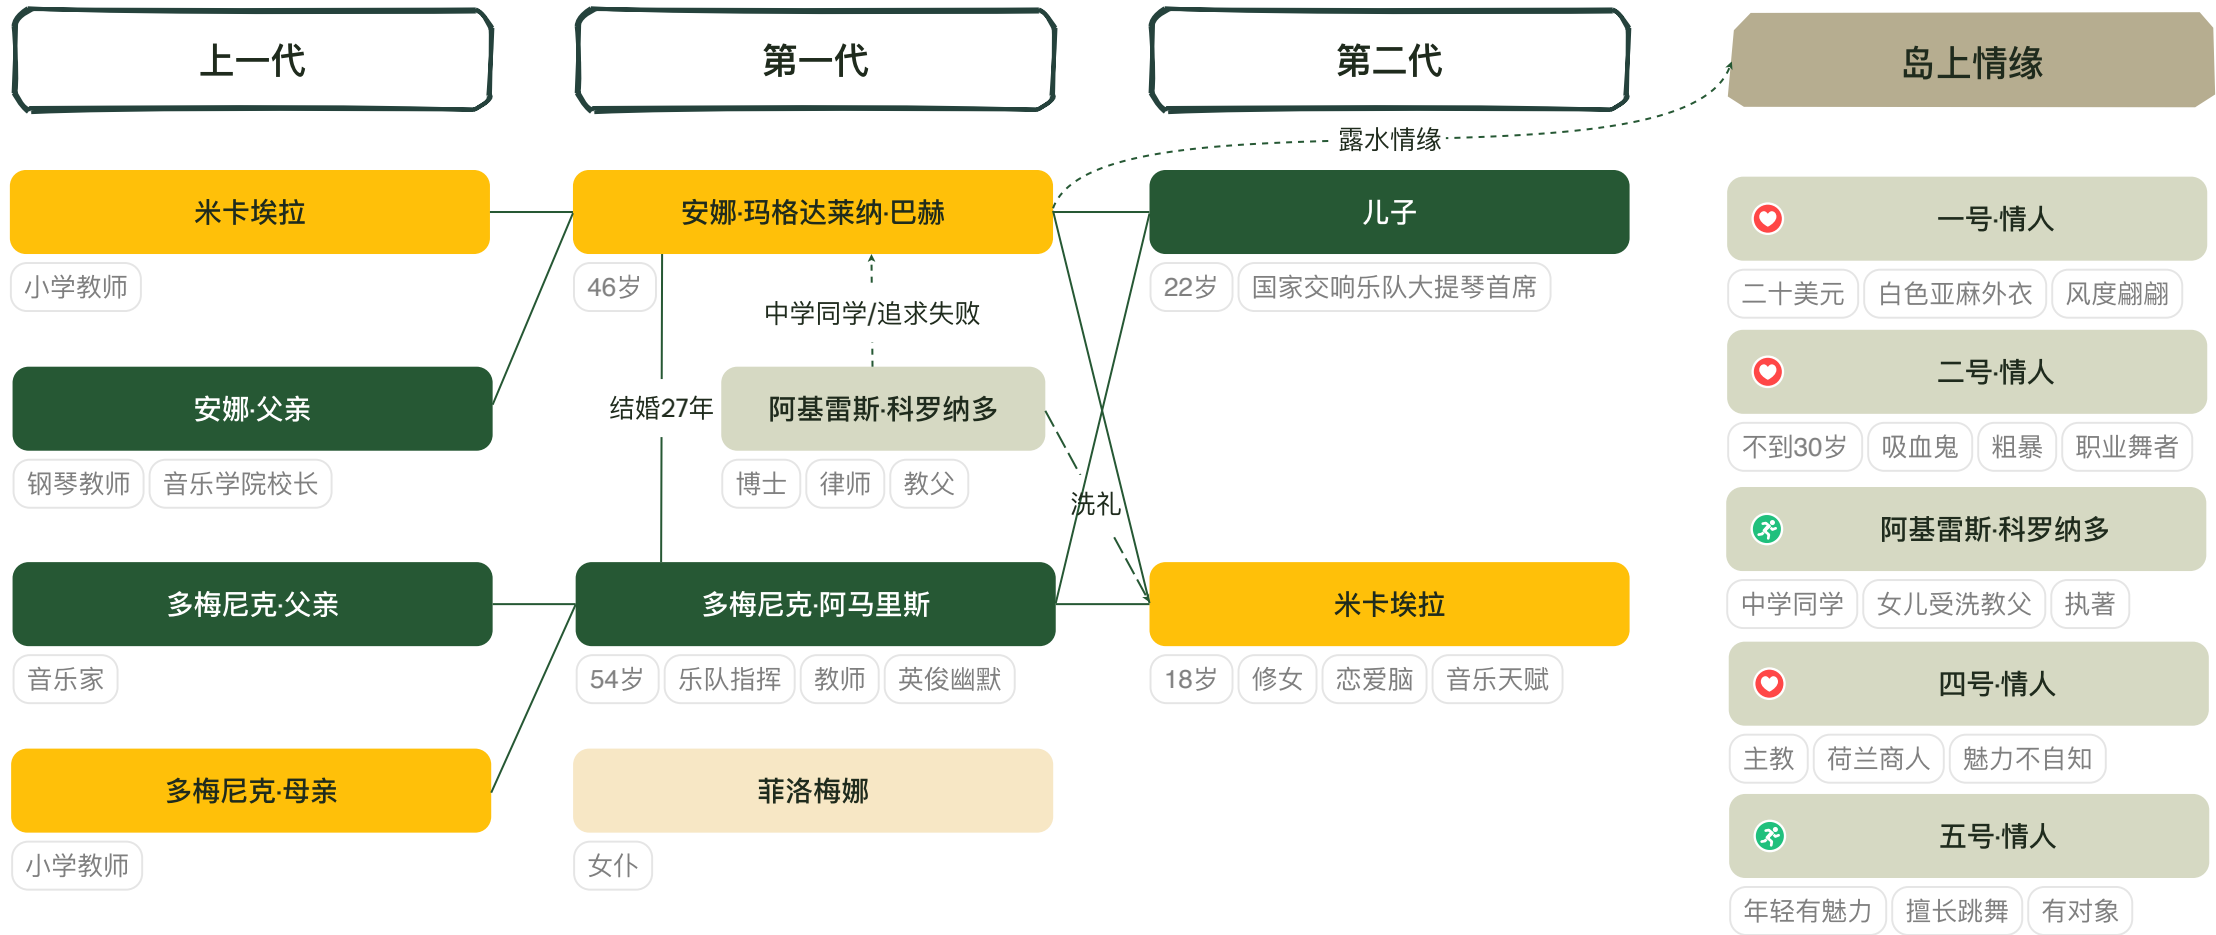 上一代
第一代
第二代
岛上情缘
露水情缘
米卡埃拉
小学教师
安娜·父亲
钢琴教师
音乐学院校长
多梅尼克·父亲
音乐家
多梅尼克·母亲
小学教师
安娜·玛格达莱纳·巴赫
46岁
中学同学/追求失败
结婚27年
阿基雷斯·科罗纳多
博士
律师
教父
洗礼
多梅尼克·阿马里斯
54岁
乐队指挥
教师
英俊幽默
菲洛梅娜
女仆
儿子
22岁
国家交响乐队大提琴首席
米卡埃拉
18岁
修女
恋爱脑
音乐天赋
一号·情人
二十美元
白色亚麻外衣
风度翩翩
二号·情人
不到30岁
吸血鬼
粗暴
职业舞者
阿基雷斯·科罗纳多
中学同学
女儿受洗教父
执著
四号·情人
主教
荷兰商人
魅力不自知
五号·情人
年轻有魅力
擅长跳舞
有对象